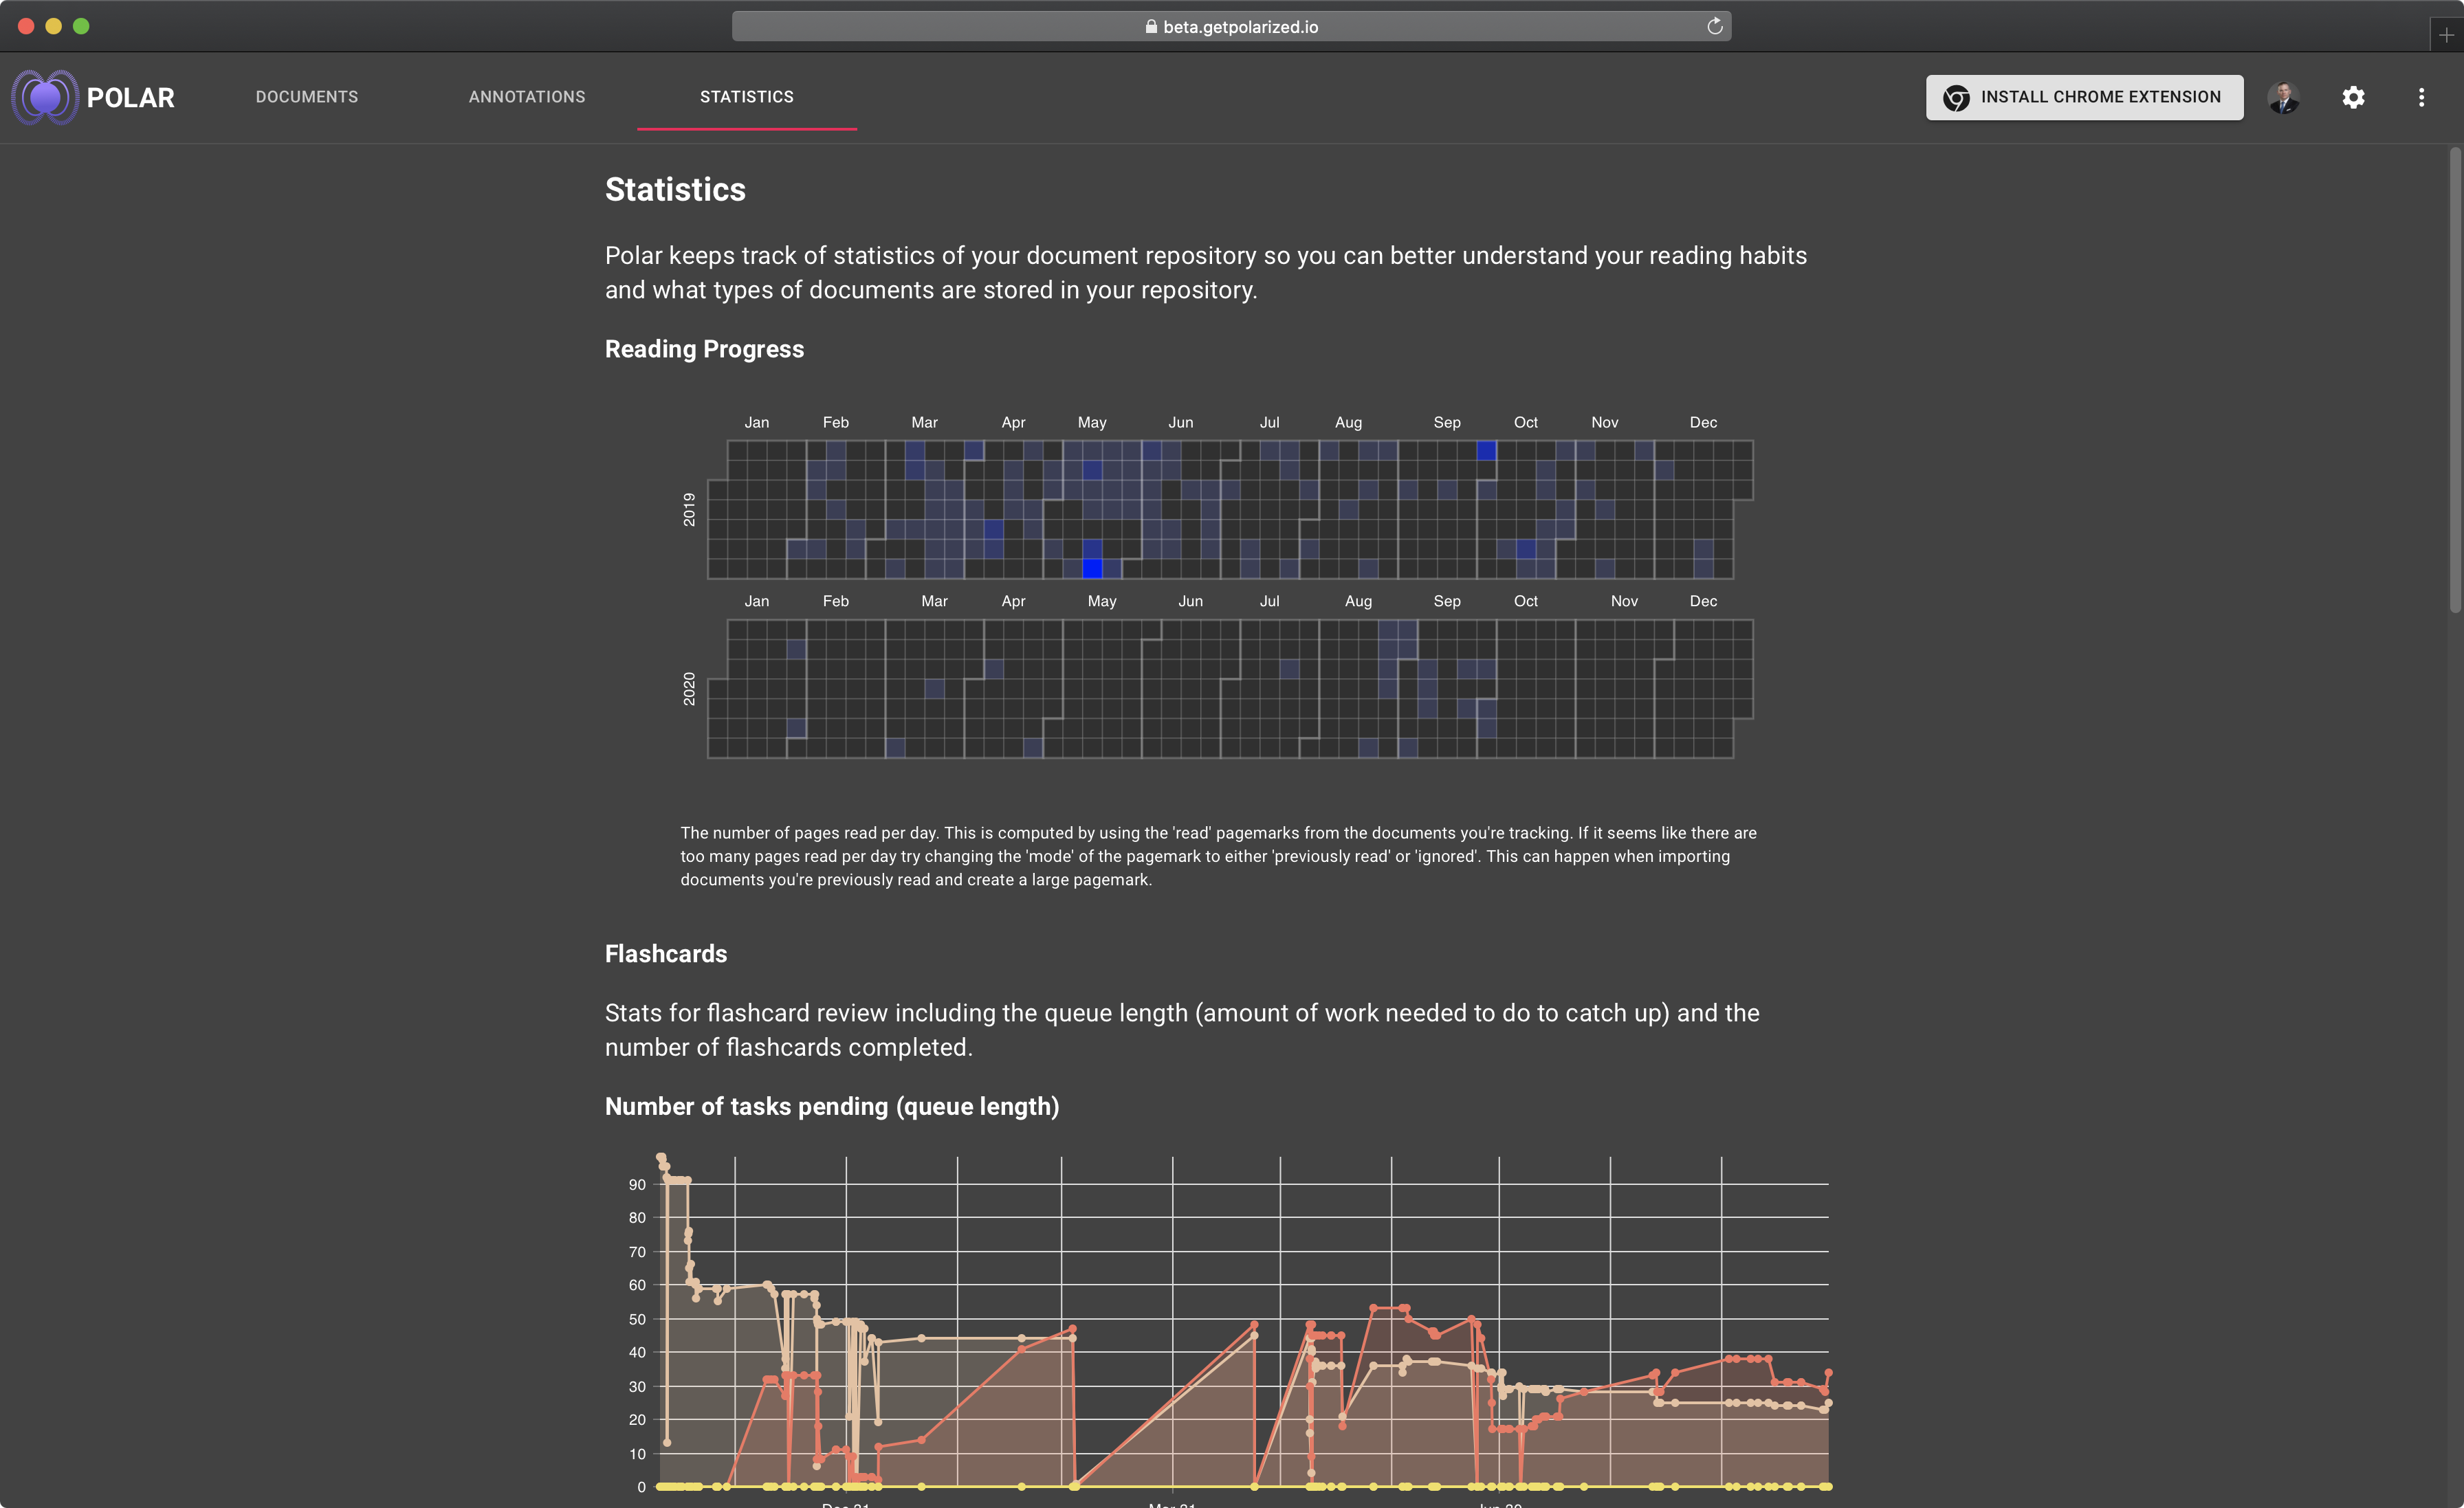 beta.getpolarized.io
POLAR
DOCUMENTS
ANNOTATIONS
STATISTICS
INSTALL CHROME EXTENSION
Statistics
Polar keeps track of statistics of your document repository so you can better understand your reading habits
and what types of documents are stored in your repository.
Reading Progress
Jan Feb Mar Apr May Jun Jul Aug Sep Oct Nov Dec
2019
Jan Feb Mar Apr May Jun Jul Aug Sep Oct Nov Dec
2020
The number of pages read per day. This is computed by using the 'read' pagemarks from the documents you're tracking. If it seems like there are
too many pages read per day try changing the 'mode' of the pagemark to either 'previously read' or 'ignored'. This can happen when importing
documents you're previously read and create a large pagemark.
Flashcards
Stats for flashcard review including the queue length (amount of work needed to do to catch up) and the
number of flashcards completed.
Number of tasks pending (queue length)
90
80
70
60
50
40
30
20
10
0